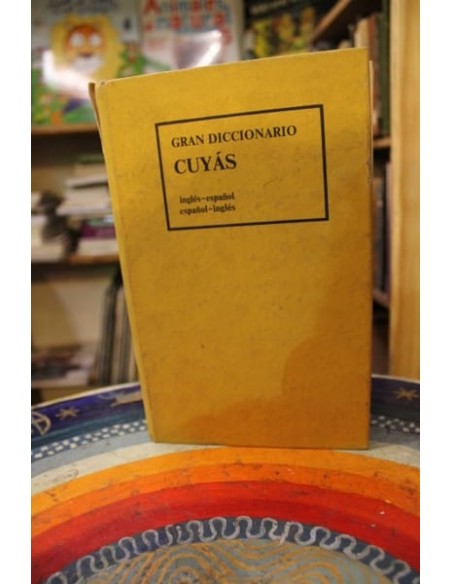 GRAN DICCIONARIO
CUYÁS
inglés-español
español-inglés